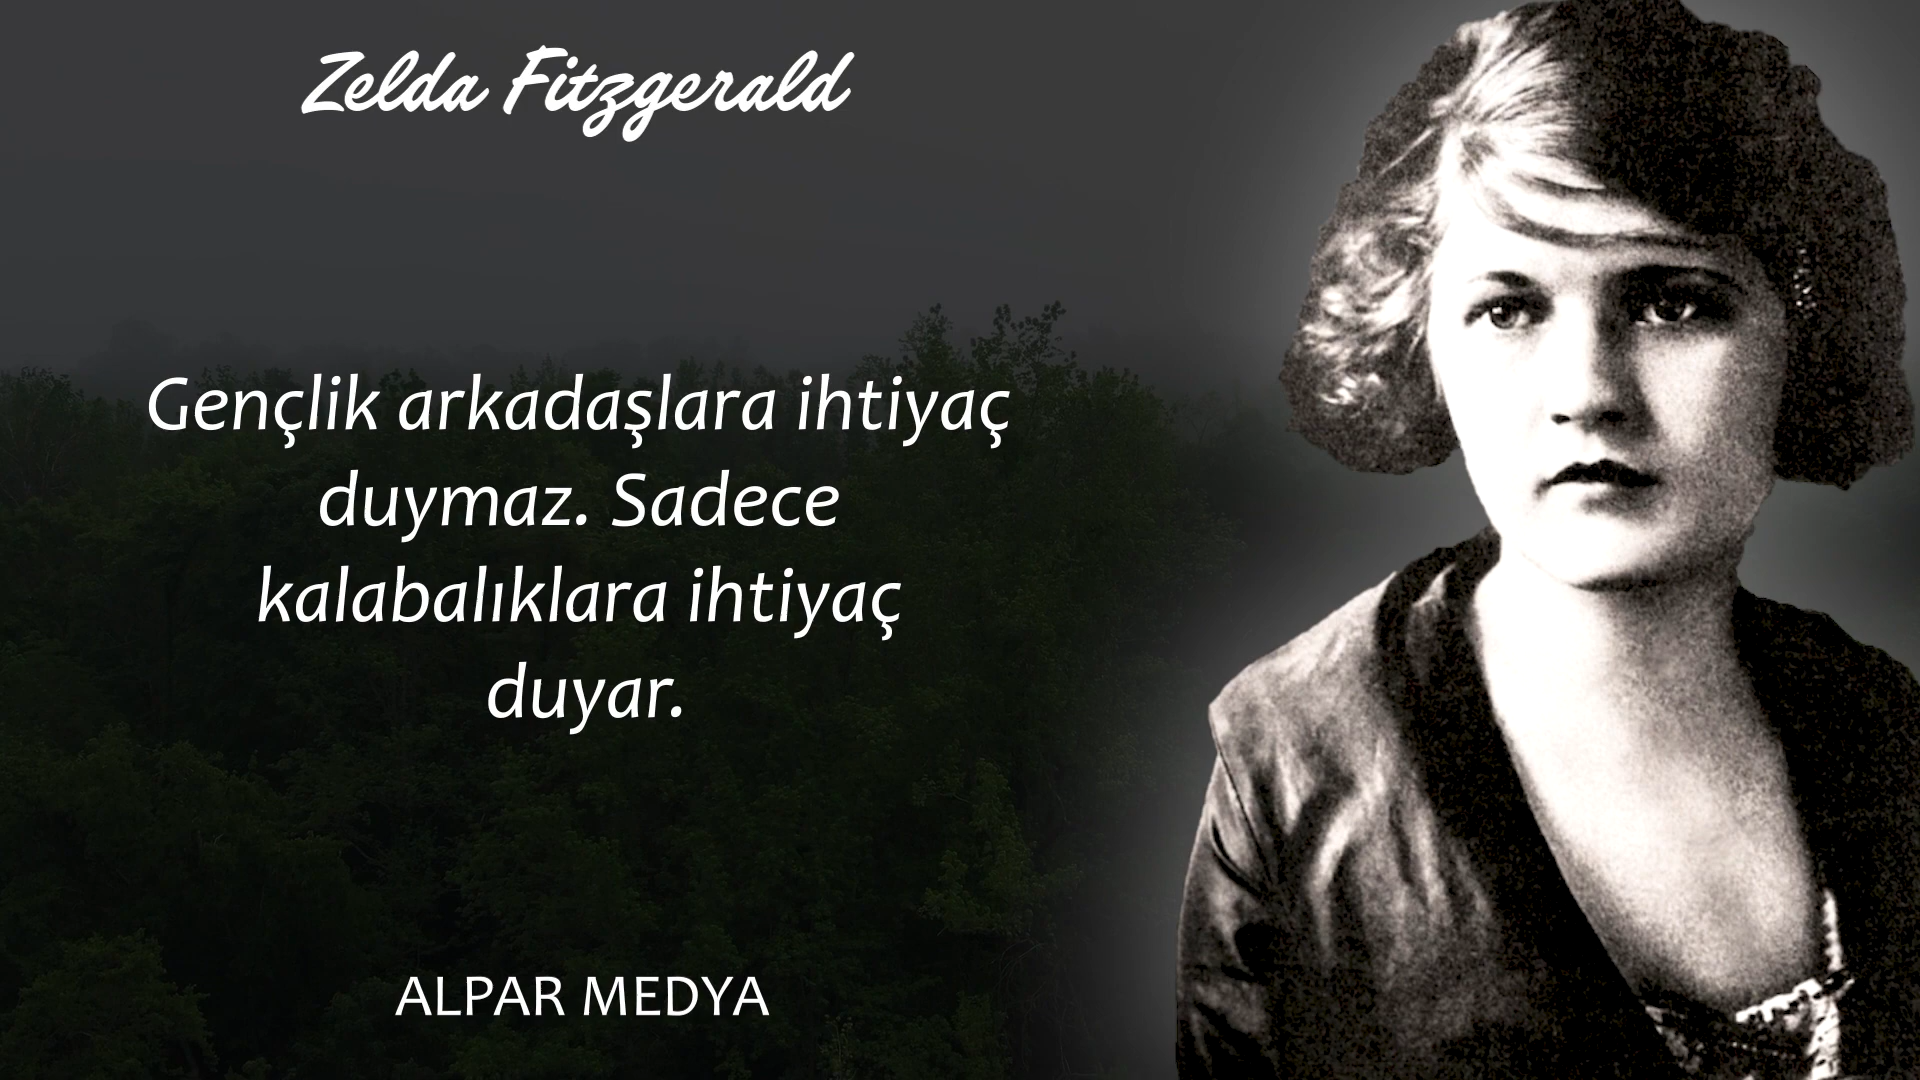 Zelda Fitzgerald
Gençlik arkadaşlara ihtiyaç
duymaz. Sadece
kalabalıklara ihtiyaç
duyar.
ALPAR MEDYA